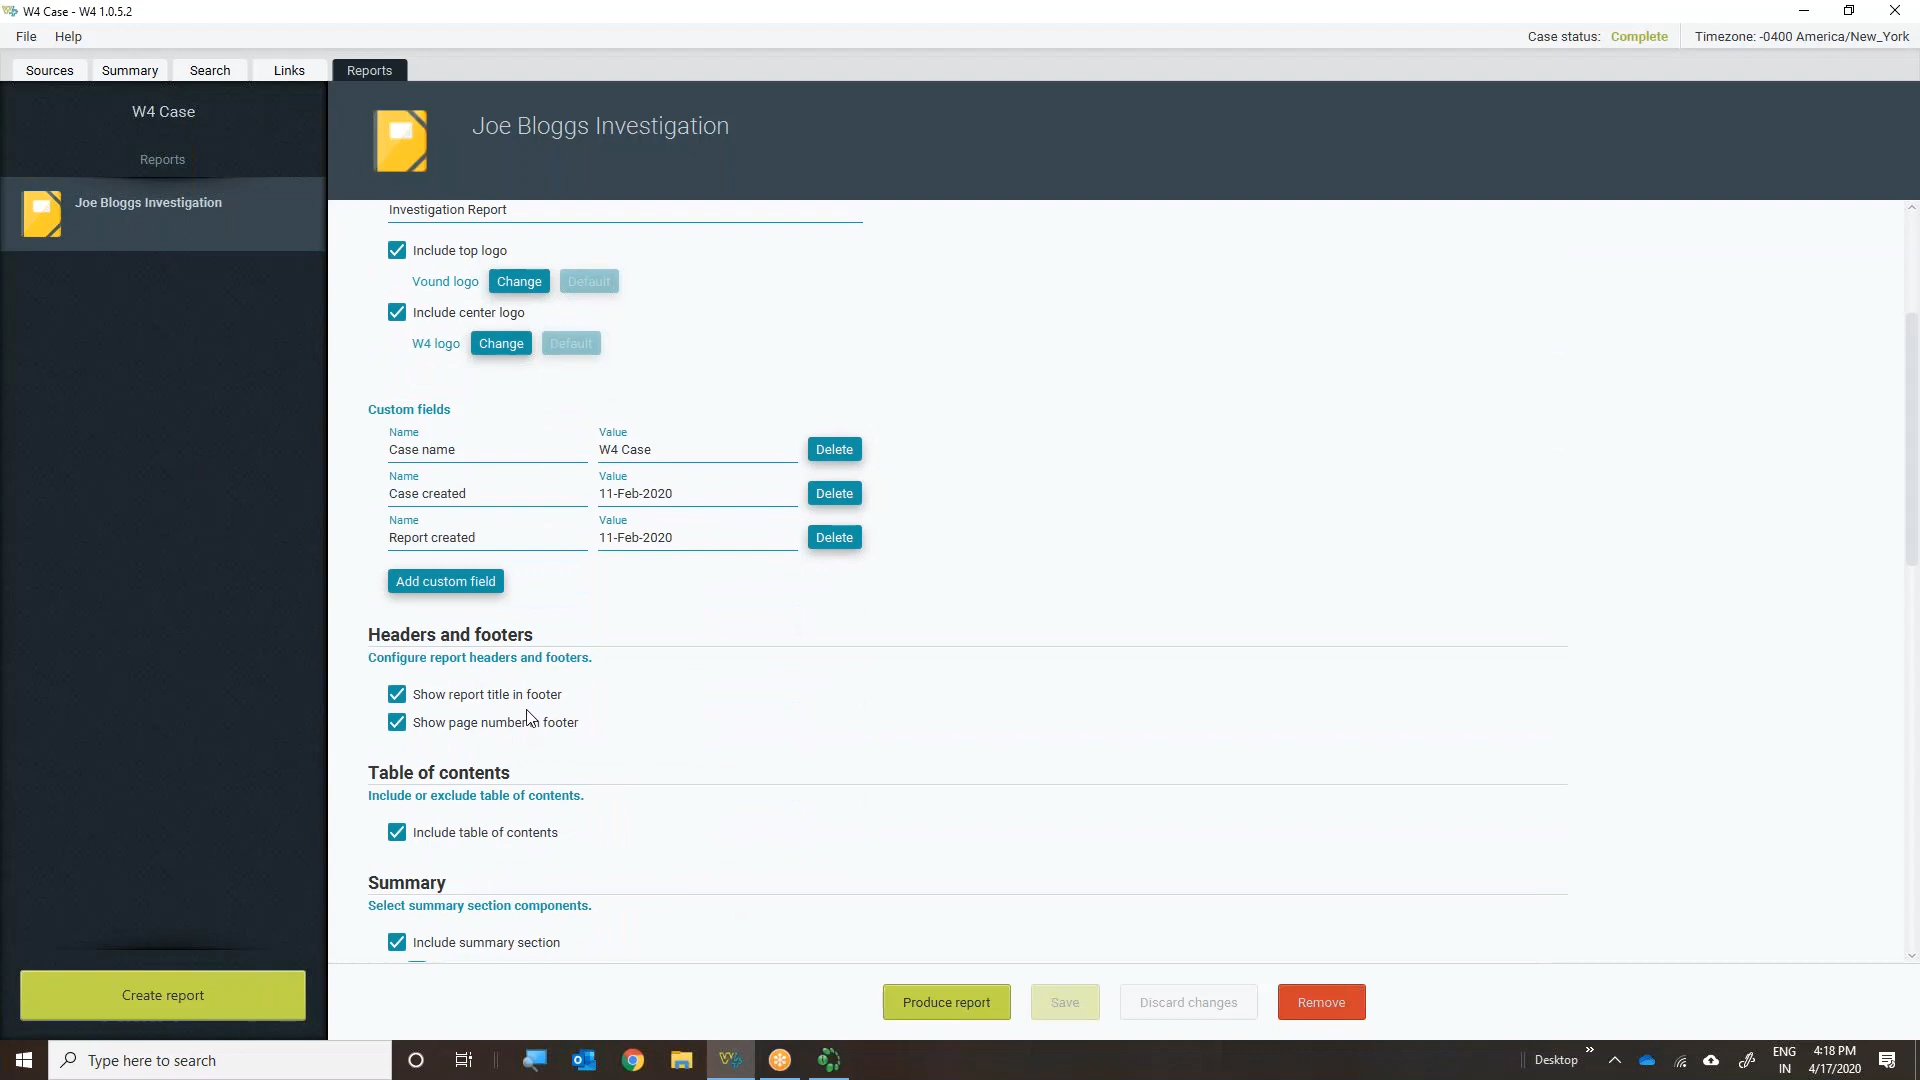 W4 Case - W4 1.0.5.2
File Help
Case status: Complete Timezone: -0400 America/New_York
Sources Summary Search Links Reports
W4 Case
Reports
Joe Bloggs Investigation
Create report
Joe Bloggs Investigation
Investigation Report
Include top logo
Vound logo Change Default
Include center logo
W4 logo Change Default
Custom fields
Name Value
Case name W4 Case Delete
Name Value
Case created 11-Feb-2020 Delete
Name Value
Report created 11-Feb-2020 Delete
Add custom field
Headers and footers
Configure report headers and footers.
Show report title in footer
Show page number in footer
Table of contents
Include or exclude table of contents.
Include table of contents
Summary
Select summary section components.
Include summary section
Produce report Save Discard changes Remove
Type here to search
Desktop
ENG
IN
4:18 PM
4/17/2020